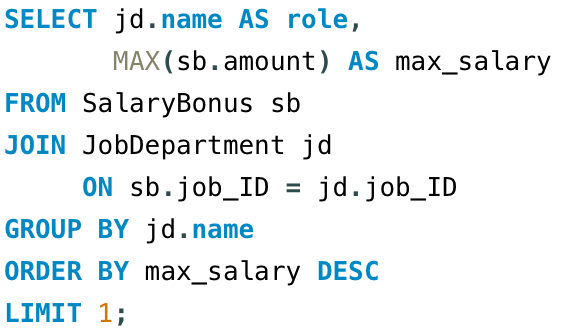 SELECT jd.name AS role,
       MAX(sb.amount) AS max_salary
FROM SalaryBonus sb
JOIN JobDepartment jd
     ON sb.job_ID = jd.job_ID
GROUP BY jd.name
ORDER BY max_salary DESC
LIMIT 1;